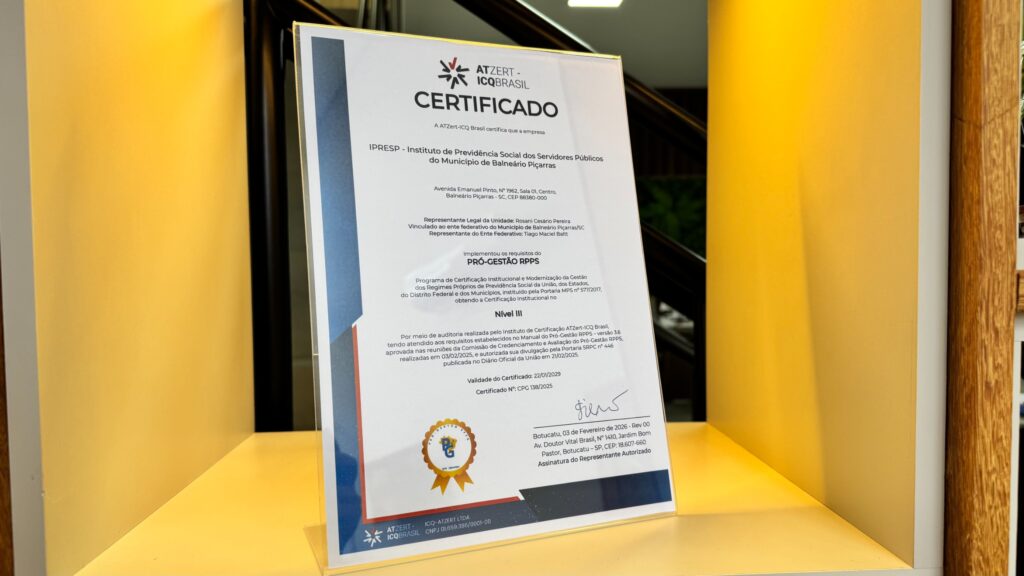 ATZERT -
ICQBRASIL
CERTIFICADO
A ATZert-ICQ Brasil certifica que a empresa
IPRESP - Instituto de Previdência Social dos Servidores Públicos
do Município de Balneário Piçarras
Avenida Emanuel Pinto, Nº 1962, Sala 01, Centro,
Balneário Piçarras - SC, CEP 88380-000
Representante Legal da Unidade: Rosani Cesário Pereira
Vinculado ao ente federativo do Município de Balneário Piçarras/SC
Representante do Ente Federativo: Tiago Maciel Baltt
Implementou os requisitos do
PRÓ-GESTÃO RPPS
Programa de Certificação Institucional e Modernização da Gestão
dos Regimes Próprios de Previdência Social da União, dos Estados,
do Distrito Federal e dos Municípios, instituído pela Portaria MPS nº 577/2017,
obtendo a Certificação Institucional no
Nível III
Por meio de auditoria realizada pelo Instituto de Certificação ATZert-ICQ Brasil,
tendo atendido aos requisitos estabelecidos no Manual do Pró-Gestão RPPS - versão 3.6
aprovada nas reuniões da Comissão de Credenciamento e Avaliação do Pró-Gestão RPPS,
realizadas em 03/02/2025, e autorizada sua divulgação pela Portaria SRPC nº 446
publicada no Diário Oficial da União em 21/02/2025.
Validade do Certificado: 22/01/2029
Certificado Nº: CPG 138/2025
Botucatu, 03 de Fevereiro de 2026 - Rev 00
Av. Doutor Vital Brasil, Nº 1410, Jardim Bom
Pastor, Botucatu - SP, CEP: 18.607-660
Assinatura do Representante Autorizado
ATZERT -
ICQBRASIL
ICQ- ATZERT LTDA
CNPJ 01.659.386/0001-00